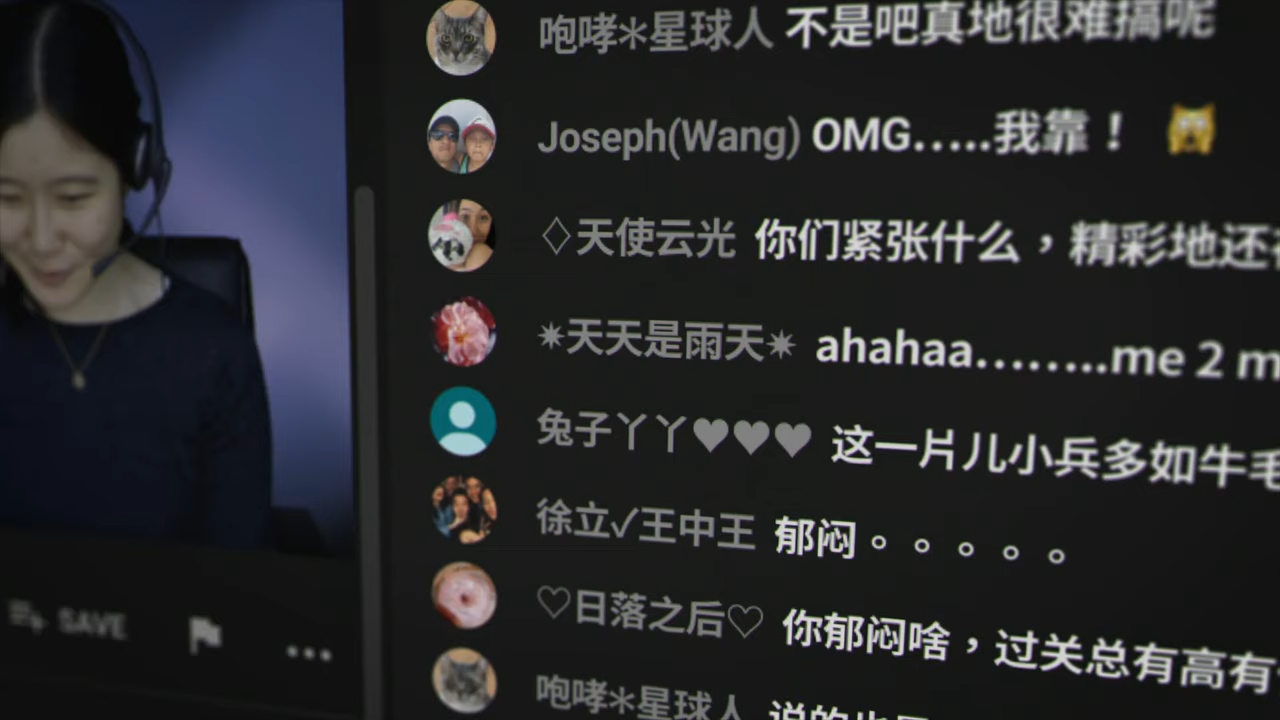 咆哮✳星球人 不是吧真地很难搞呢
Joseph(Wang) OMG.....我靠！
♢天使云光 你们紧张什么，精彩地还
✷天天是雨天✷ ahahaa........me 2 m
兔子丫丫♥♥♥ 这一片儿小兵多如牛毛
徐立✓王中王 郁闷。。。。。
♡日落之后♡ 你郁闷啥，过关总有高有
咆哮✳星球人 说的也是
SAVE